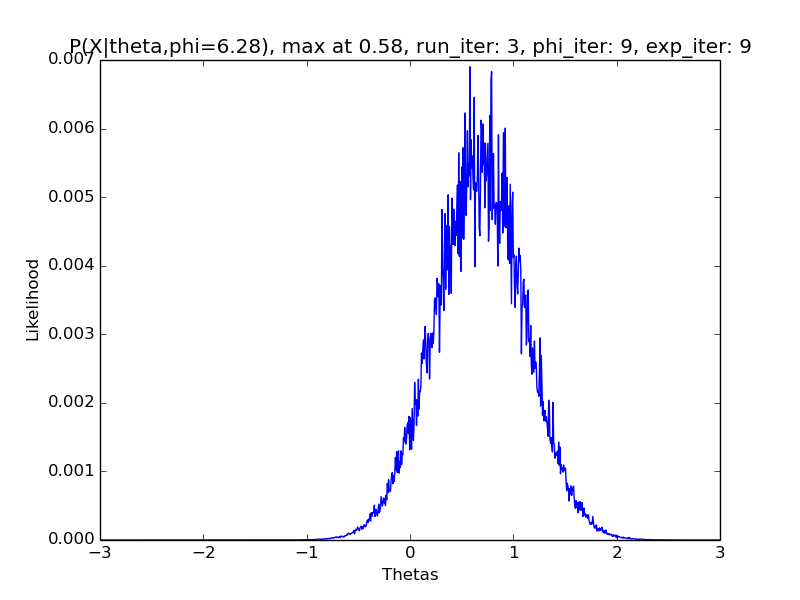 P(X|theta,phi=6.28), max at 0.58, run_iter: 3, phi_iter: 9, exp_iter: 9
0.007
0.006
0.005
0.004
0.003
0.002
0.001
0.000
Likelihood
−3 −2 −1 0 1 2 3
Thetas